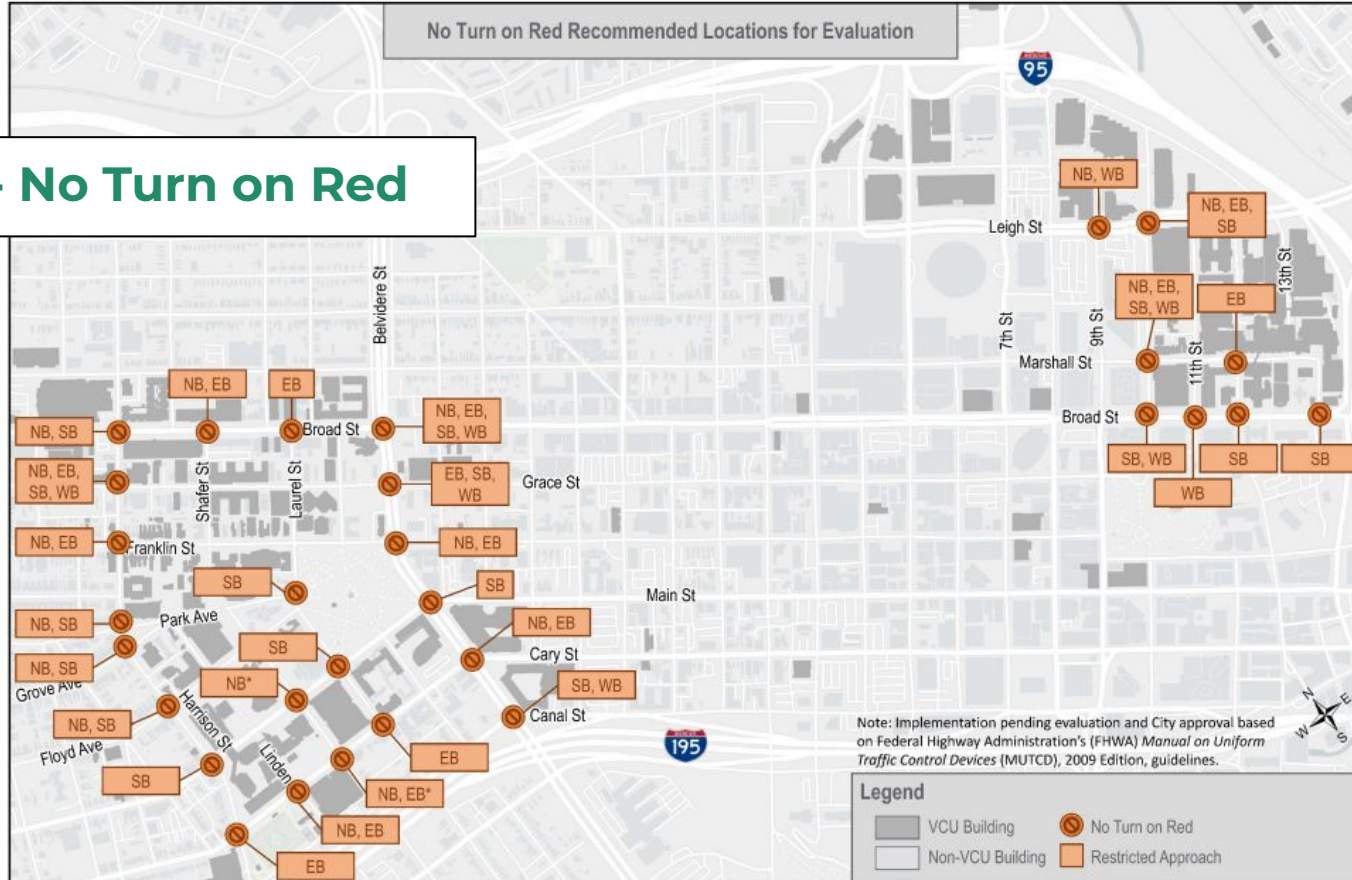 No Turn on Red Recommended Locations for Evaluation
95
- No Turn on Red
NB, WB
NB, EB,
SB
Leigh St
13th St
Belvidere St
NB, EB,
SB, WB
EB
7th St
9th St
Marshall St
11th St
NB, EB
EB
NB, EB,
SB, WB
Broad St
Broad St
NB, SB
SB, WB
SB
SB
WB
NB, EB,
SB, WB
Shafer St
Laurel St
EB, SB,
WB
Grace St
NB, EB
Franklin St
NB, EB
SB
SB
Main St
NB, SB
Park Ave
NB, EB
NB, SB
SB
Cary St
Grove Ave
NB*
SB, WB
NB, SB
Harrison St
Canal St
Floyd Ave
Linden
195
EB
SB
NB, EB*
NB, EB
EB
N
E
W
S
Note: Implementation pending evaluation and City approval based
on Federal Highway Administration's (FHWA) Manual on Uniform
Traffic Control Devices (MUTCD), 2009 Edition, guidelines.
Legend
VCU Building
No Turn on Red
Non-VCU Building
Restricted Approach